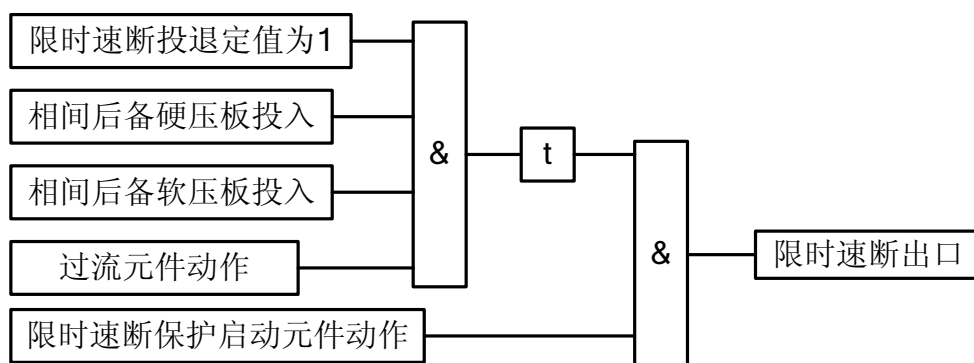 限时速断投退定值为1
相间后备硬压板投入
&
t
相间后备软压板投入
过流元件动作
&
限时速断出口
限时速断保护启动元件动作